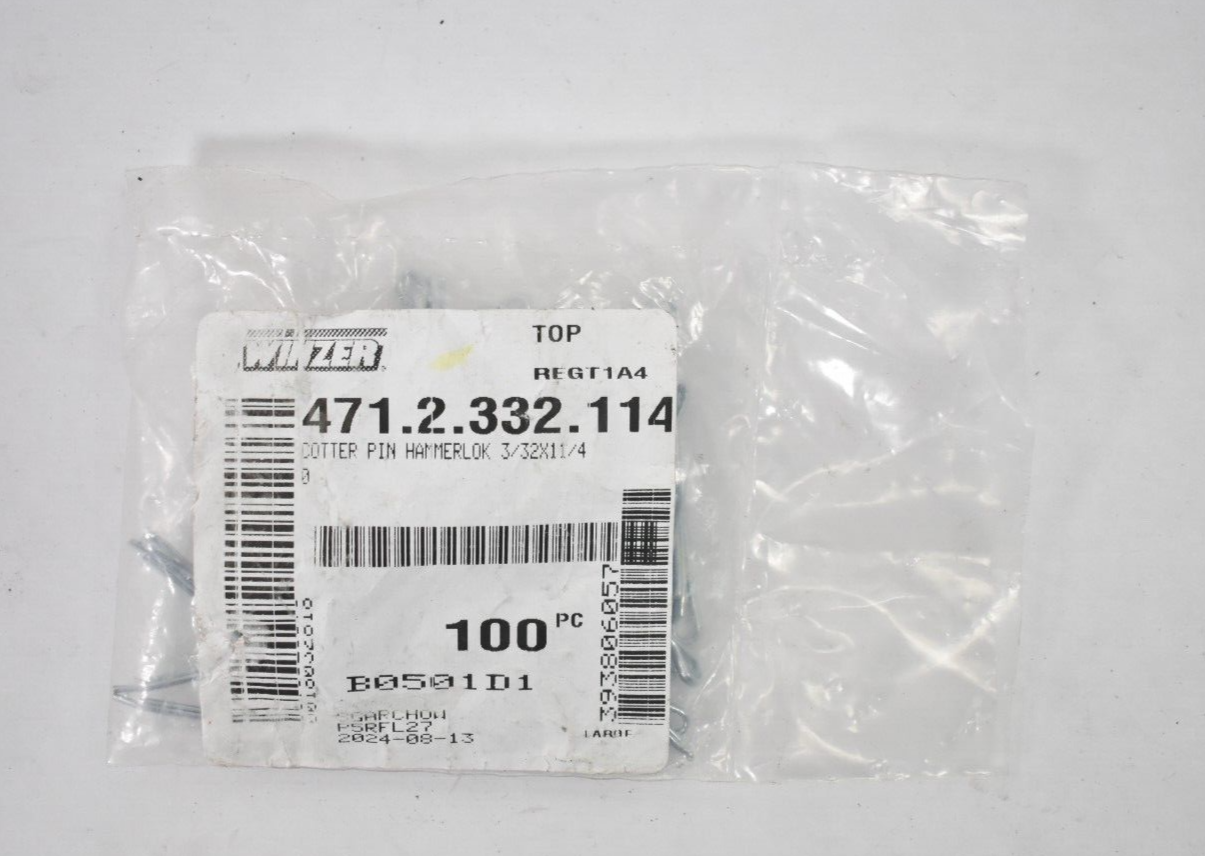 WINZER
TOP
REGT1A4
471.2.332.114
COTTER PIN HAMMERLOK 3/32X11/4
0
100 PC
B0501D1
PSRFL27
2024-08-13
393806057
LARGE